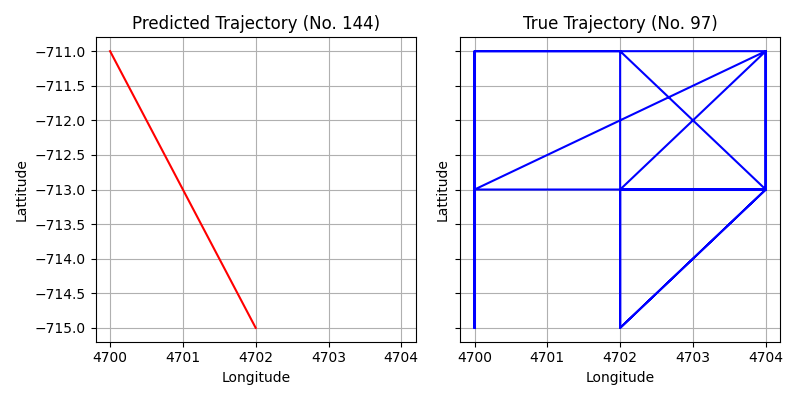 Predicted Trajectory (No. 144)
−711.0
−711.5
−712.0
−712.5
−713.0
−713.5
−714.0
−714.5
−715.0
Lattitude
4700 4701 4702 4703 4704
Longitude
True Trajectory (No. 97)
Lattitude
4700 4701 4702 4703 4704
Longitude